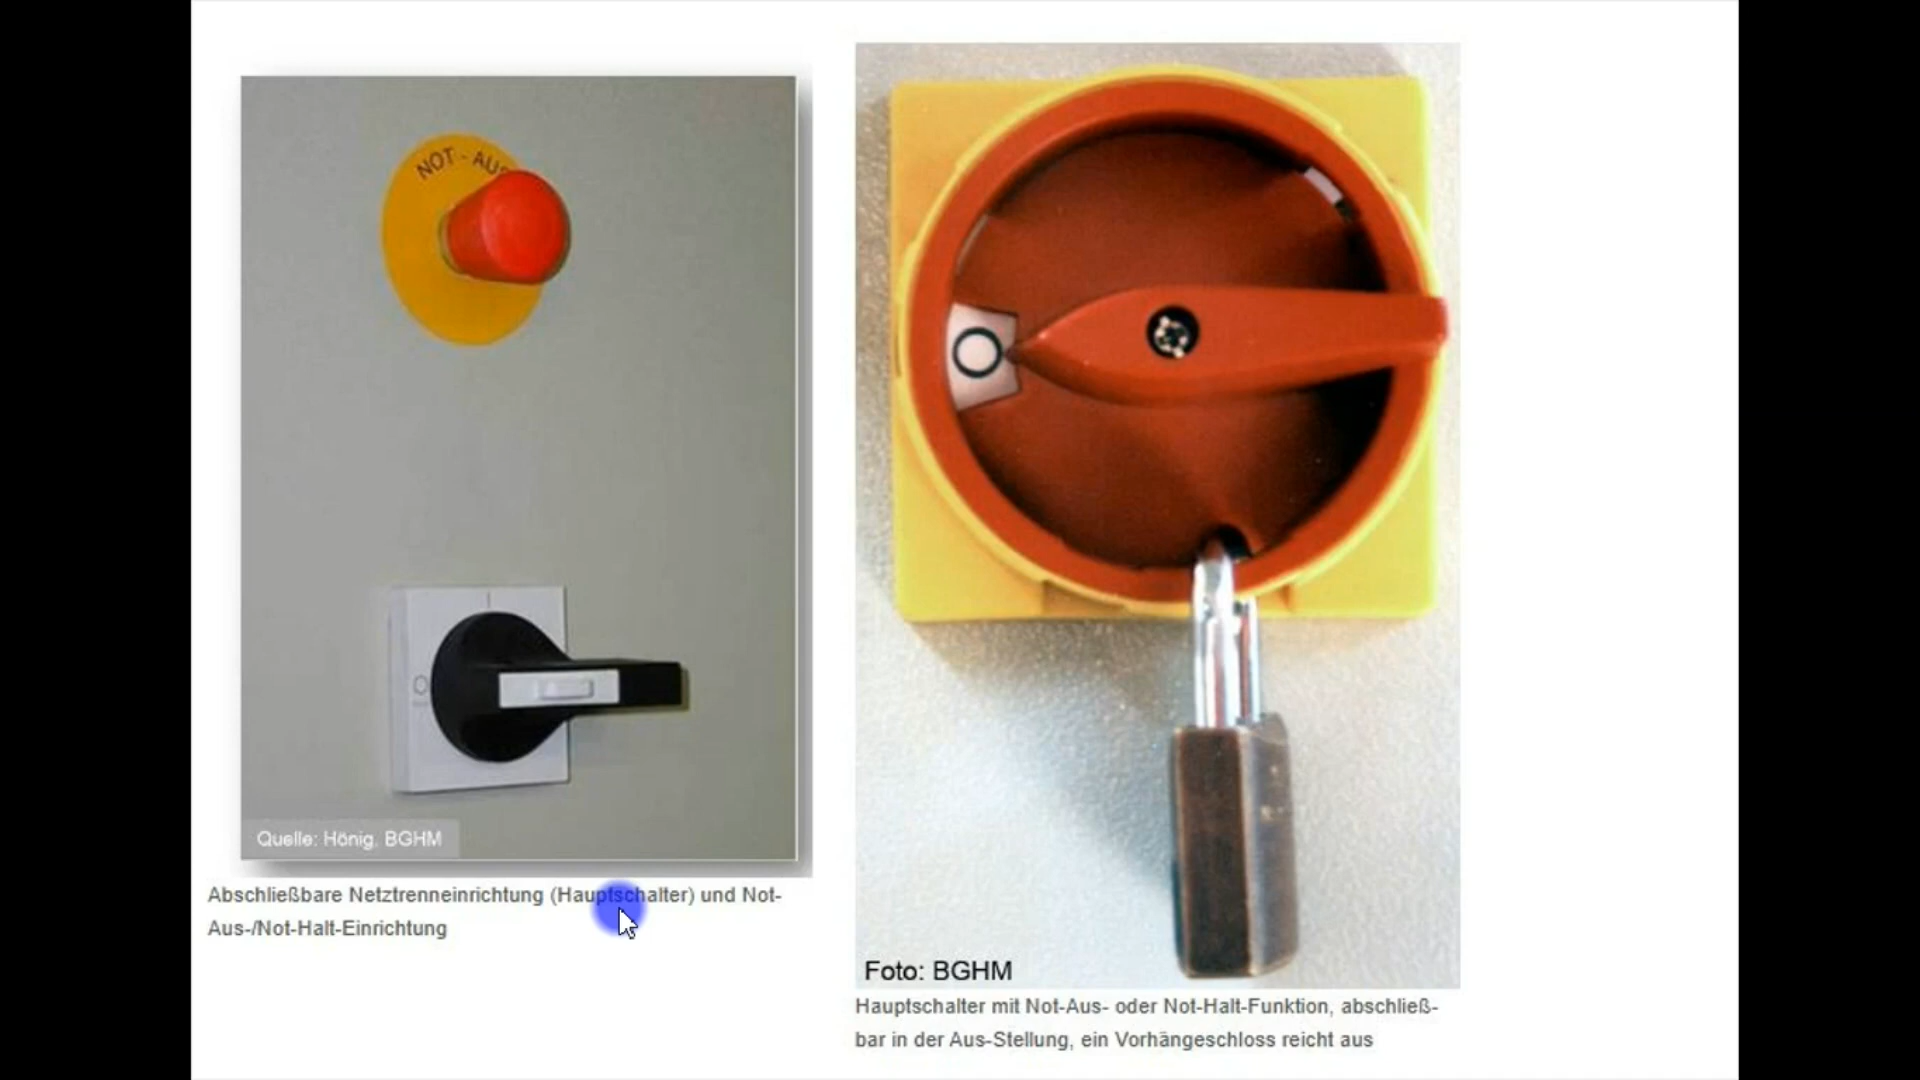 NOT - AUS
O
Quelle: Hönig, BGHM
Abschließbare Netztrenneinrichtung (Hauptschalter) und Not-
Aus-/Not-Halt-Einrichtung
O
Foto: BGHM
Hauptschalter mit Not-Aus- oder Not-Halt-Funktion, abschließ-
bar in der Aus-Stellung, ein Vorhängeschloss reicht aus